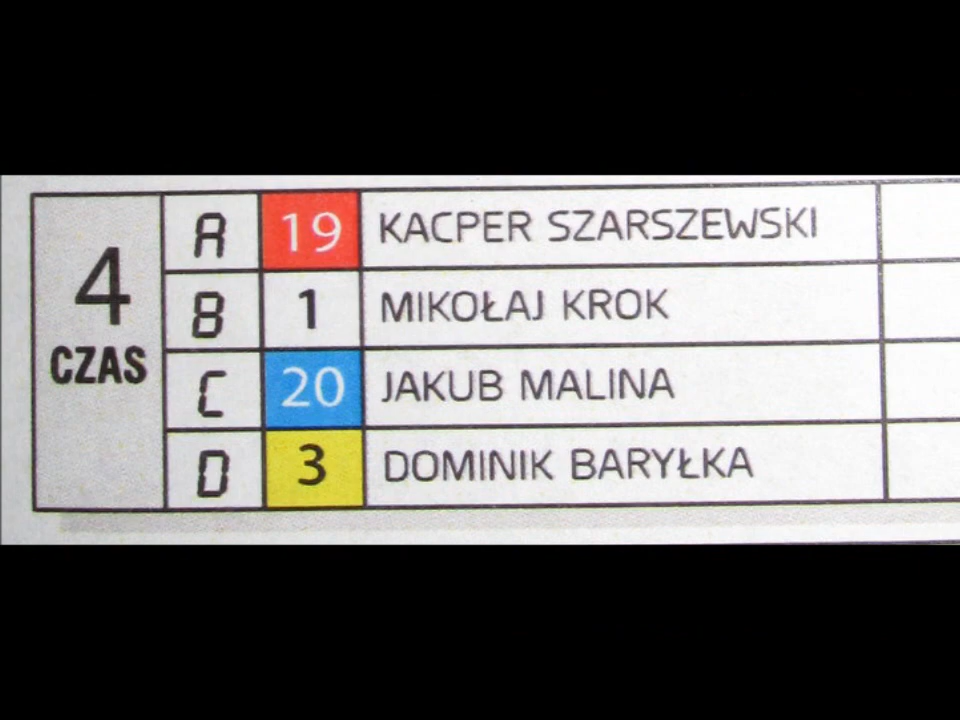 4
CZAS
A 19 KACPER SZARSZEWSKI
B 1 MIKOŁAJ KROK
C 20 JAKUB MALINA
D 3 DOMINIK BARYŁKA